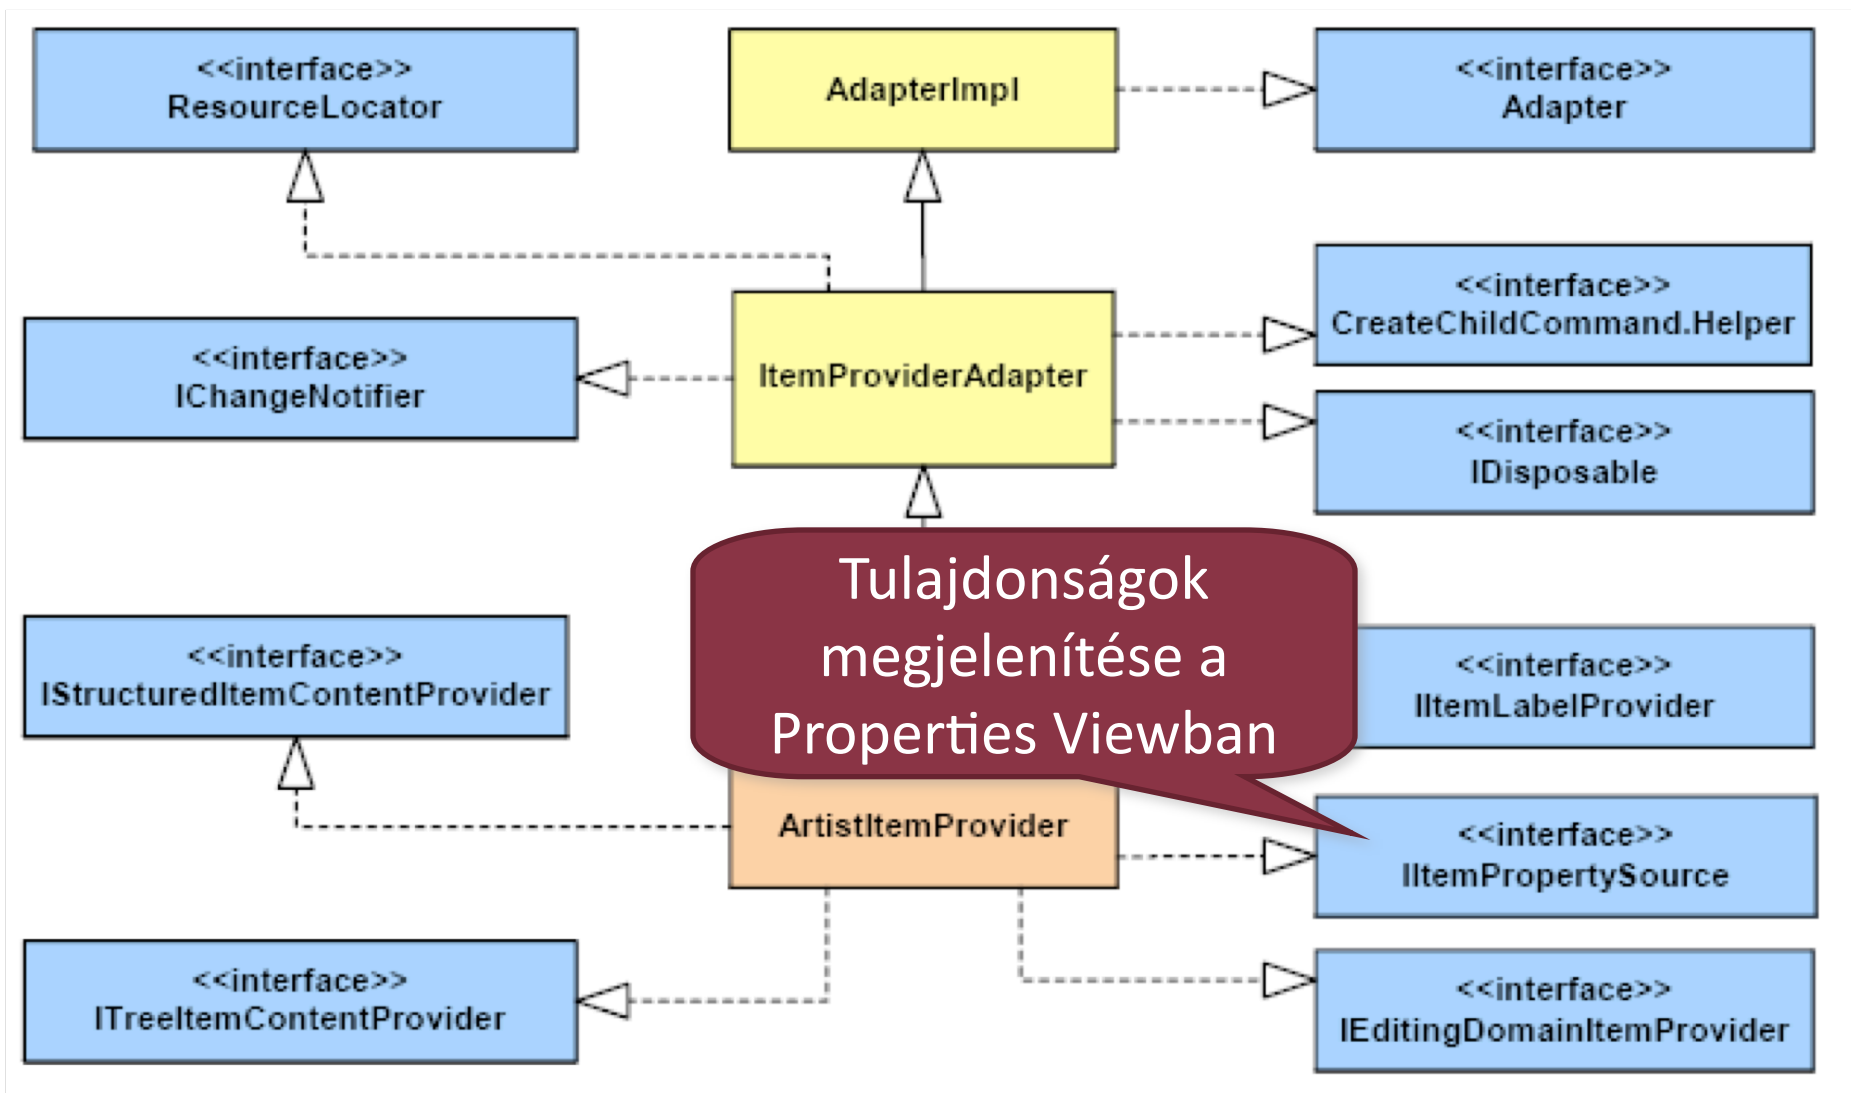 <<interface>>
ResourceLocator
AdapterImpl
<<interface>>
Adapter
<<interface>>
CreateChildCommand.Helper
<<interface>>
IChangeNotifier
ItemProviderAdapter
<<interface>>
IDisposable
Tulajdonságok
megjelenítése a
Properties Viewban
<<interface>>
IStructuredItemContentProvider
<<interface>>
IItemLabelProvider
ArtistItemProvider
<<interface>>
IItemPropertySource
<<interface>>
ITreeItemContentProvider
<<interface>>
IEditingDomainItemProvider